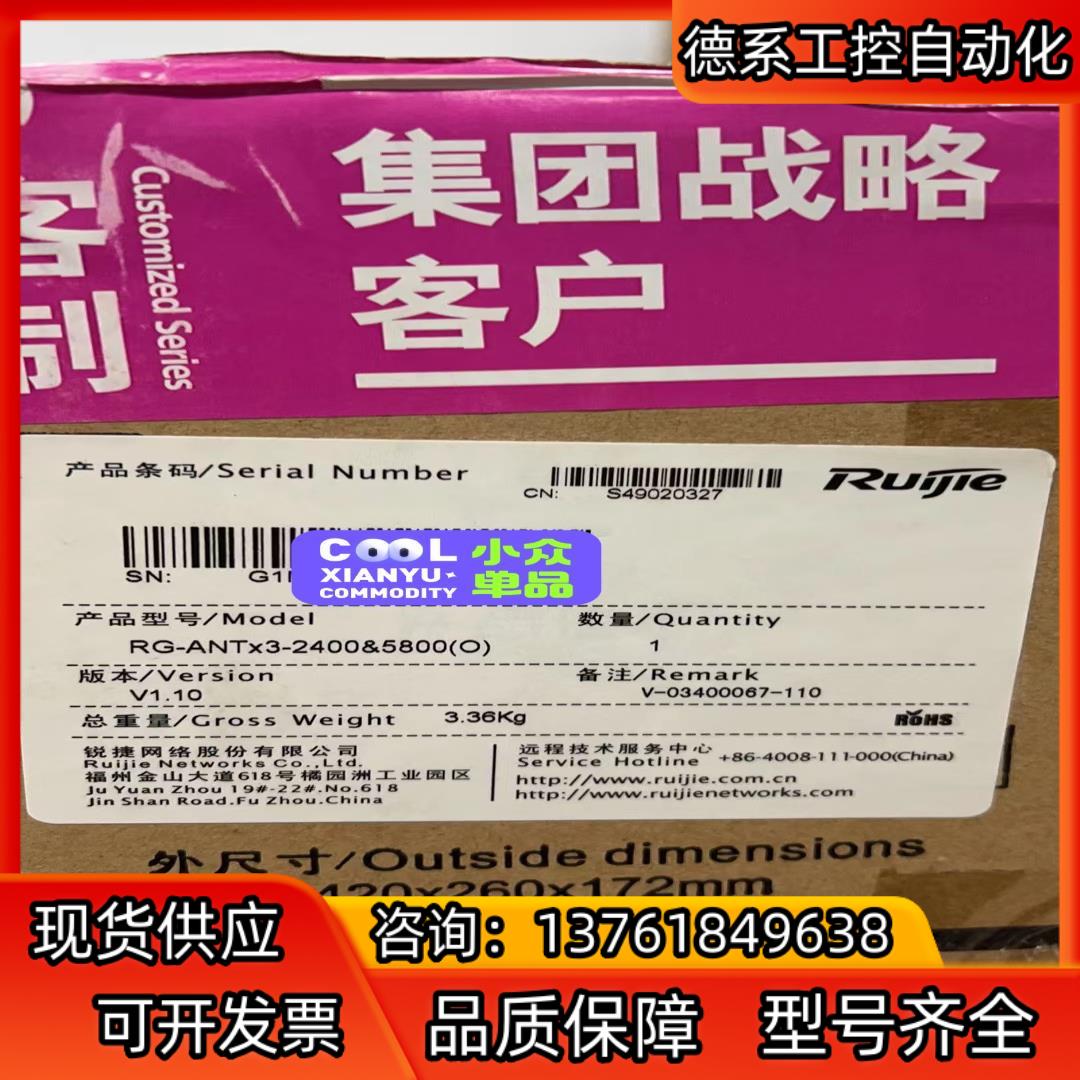 德系工控自动化
集团战略
客户
客制
Customized Series
产品条码/Serial Number
CN: S49020327
Ruijie
SN: G1
COOL 小众
XIANYU 单品
COMMODITY
产品型号/Model 数量/Quantity
RG-ANTx3-2400&5800(O) 1
版本/Version 备注/Remark
V1.10 V-03400067-110
总重量/Gross Weight 3.36Kg
RoHS
锐捷网络股份有限公司
Ruijie Networks Co.,Ltd.
福州金山大道618号橘园洲工业园区
Ju Yuan Zhou 19#-22#.No.618
Jin Shan Road.Fu Zhou.China
远程技术服务中心
Service Hotline +86-4008-111-000(China)
http://www.ruijie.com.cn
http://www.ruijienetworks.com
外尺寸/Outside dimensions
420x260x172mm
现货供应 咨询：13761849638
可开发票 品质保障 型号齐全